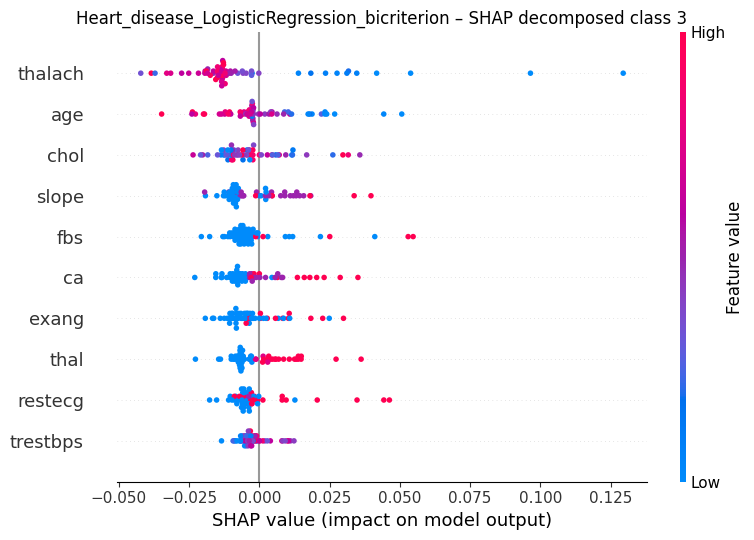 Heart_disease_LogisticRegression_bicriterion – SHAP decomposed class 3
High
thalach
age
chol
slope
fbs
ca
exang
thal
restecg
trestbps
Feature value
Low
−0.050 −0.025 0.000 0.025 0.050 0.075 0.100 0.125
SHAP value (impact on model output)